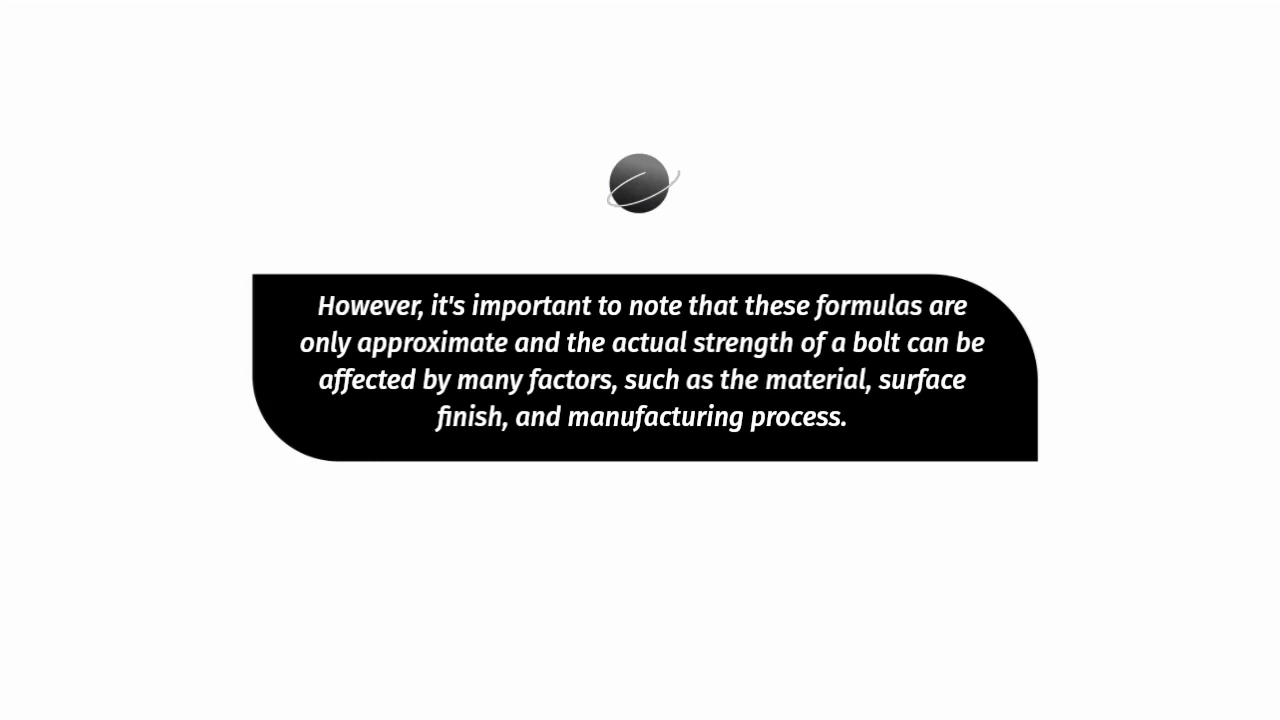 However, it's important to note that these formulas are
only approximate and the actual strength of a bolt can be
affected by many factors, such as the material, surface
finish, and manufacturing process.